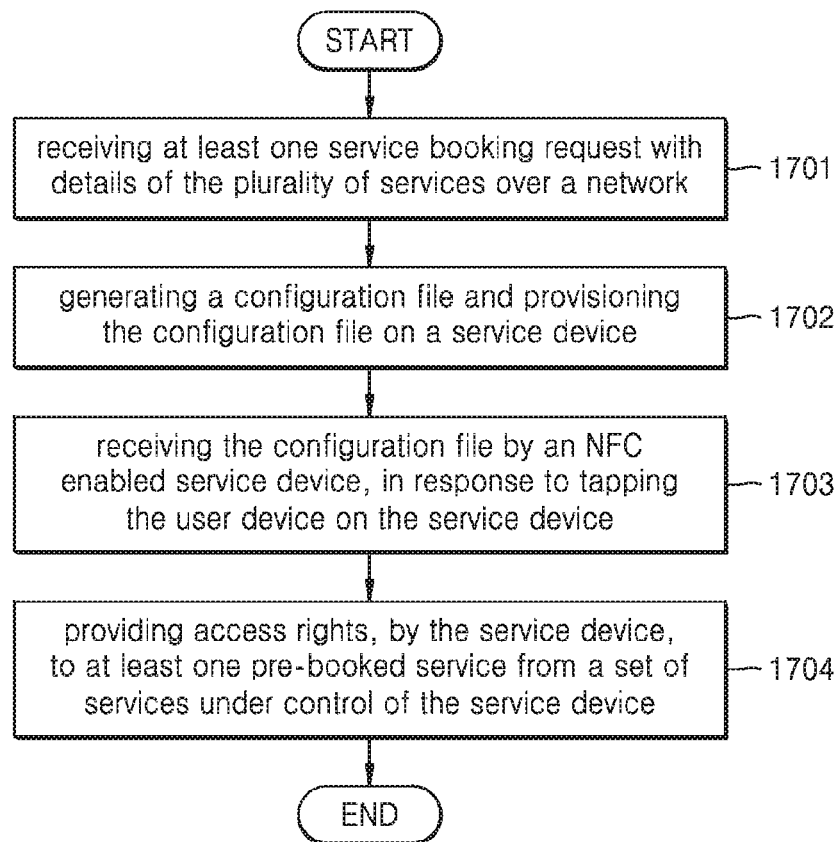 START
receiving at least one service booking request with
details of the plurality of services over a network
1701
generating a configuration file and provisioning
the configuration file on a service device
1702
receiving the configuration file by an NFC
enabled service device, in response to tapping
the user device on the service device
1703
providing access rights, by the service device,
to at least one pre-booked service from a set of
services under control of the service device
1704
END